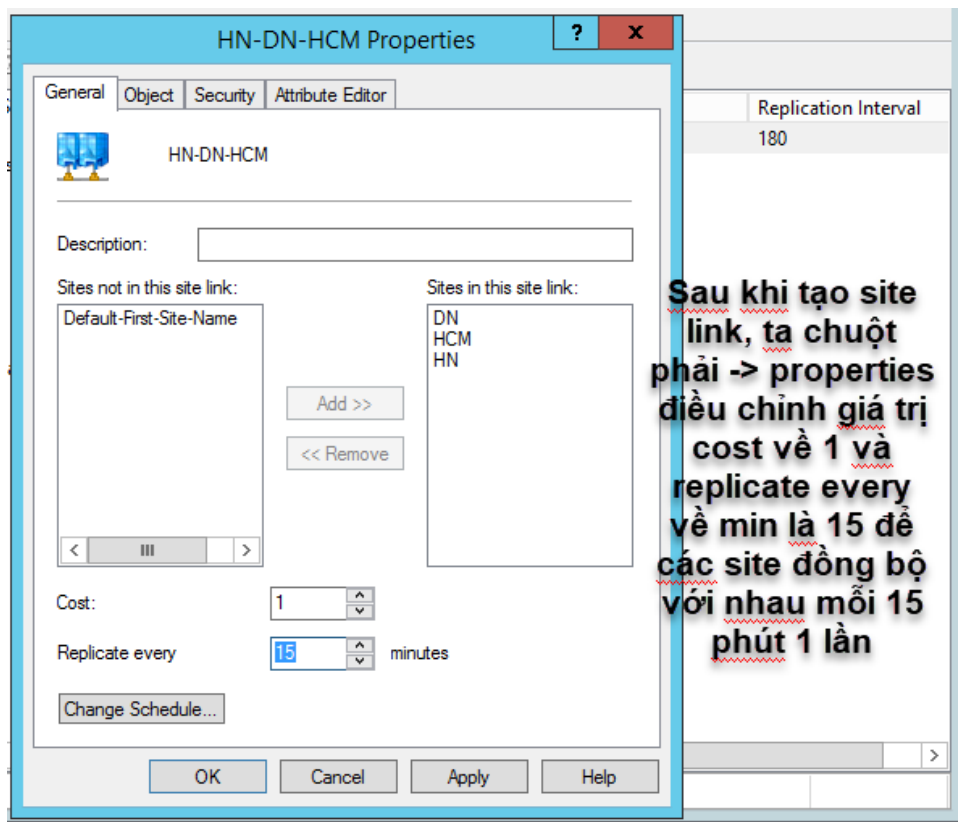 HN-DN-HCM Properties
?
x
General
Object
Security
Attribute Editor
HN-DN-HCM
Description:
Sites not in this site link:
Default-First-Site-Name
Add >>
<< Remove
Sites in this site link:
DN
HCM
HN
Cost:
1
Replicate every
15
minutes
Change Schedule...
OK
Cancel
Apply
Help
Replication Interval
180
Sau khi tạo site
link, ta chuột
phải -> properties
điều chỉnh giá trị
cost về 1 và
replicate every
về min là 15 để
các site đồng bộ
với nhau mỗi 15
phút 1 lần